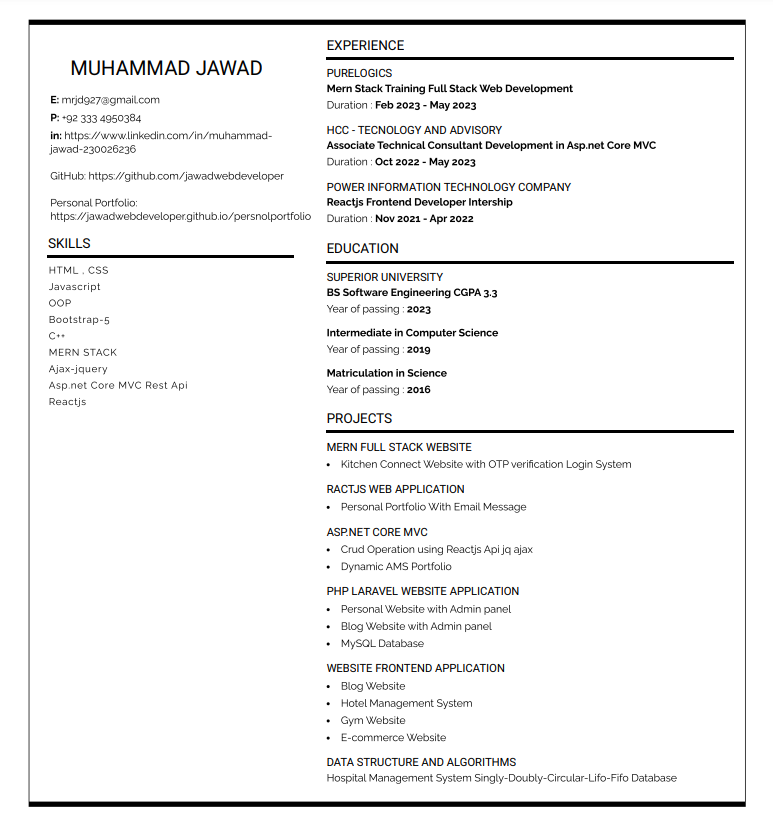 MUHAMMAD JAWAD
E: mrjd927@gmail.com
P: +92 333 4950384
in: https://www.linkedin.com/in/muhammad-
jawad-230026236
GitHub: https://github.com/jawadwebdeveloper
Personal Portfolio:
https://jawadwebdeveloper.github.io/persnolportfolio
SKILLS
HTML , CSS
Javascript
OOP
Bootstrap-5
C++
MERN STACK
Ajax-jquery
Asp.net Core MVC Rest Api
Reactjs
EXPERIENCE
PURELOGICS
Mern Stack Training Full Stack Web Development
Duration : Feb 2023 - May 2023
HCC - TECNOLOGY AND ADVISORY
Associate Technical Consultant Development in Asp.net Core MVC
Duration : Oct 2022 - May 2023
POWER INFORMATION TECHNOLOGY COMPANY
Reactjs Frontend Developer Intership
Duration : Nov 2021 - Apr 2022
EDUCATION
SUPERIOR UNIVERSITY
BS Software Engineering CGPA 3.3
Year of passing : 2023
Intermediate in Computer Science
Year of passing : 2019
Matriculation in Science
Year of passing : 2016
PROJECTS
MERN FULL STACK WEBSITE
• Kitchen Connect Website with OTP verification Login System
RACTJS WEB APPLICATION
• Personal Portfolio With Email Message
ASP.NET CORE MVC
• Crud Operation using Reactjs Api jq ajax
• Dynamic AMS Portfolio
PHP LARAVEL WEBSITE APPLICATION
• Personal Website with Admin panel
• Blog Website with Admin panel
• MySQL Database
WEBSITE FRONTEND APPLICATION
• Blog Website
• Hotel Management System
• Gym Website
• E-commerce Website
DATA STRUCTURE AND ALGORITHMS
Hospital Management System Singly-Doubly-Circular-Lifo-Fifo Database